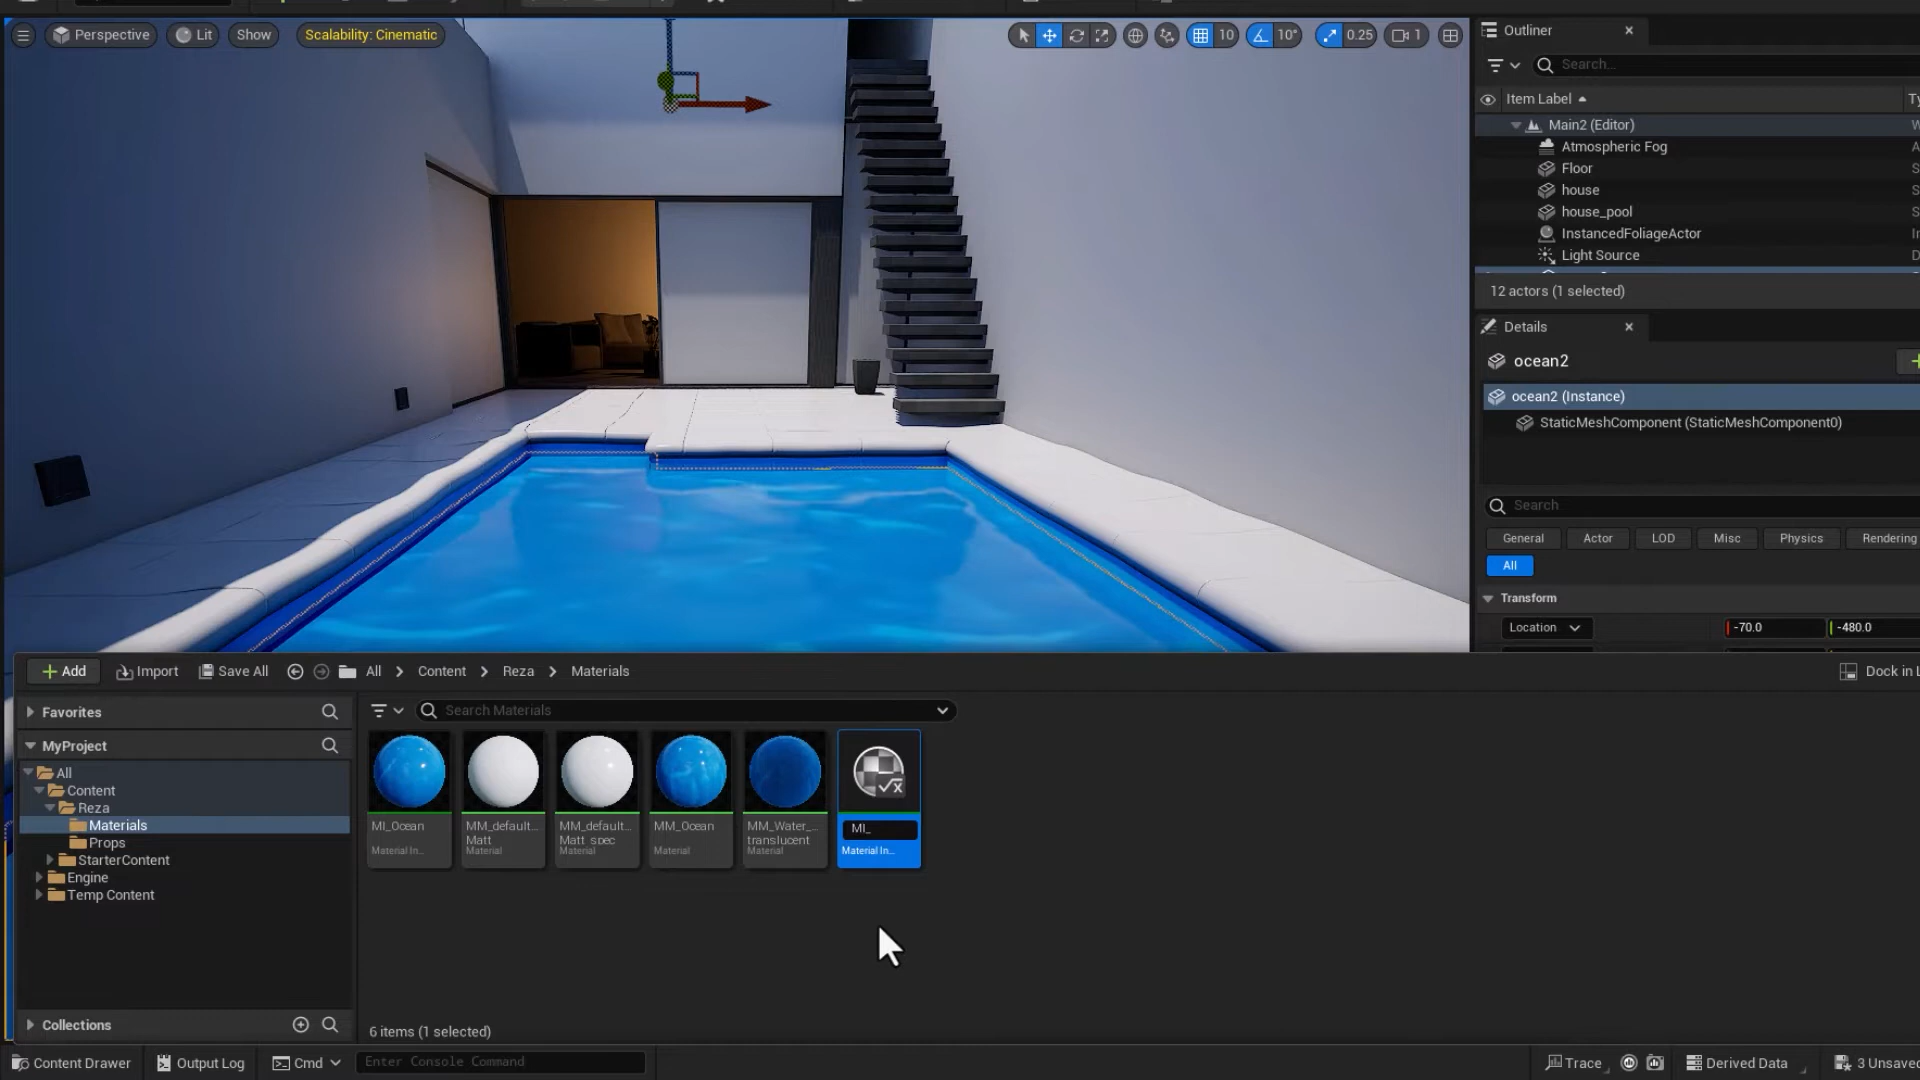 Perspective
Lit
Show
Scalability: Cinematic
10
10°
0.25
1
Outliner
Search...
Item Label
Main2 (Editor)
Atmospheric Fog
Floor
house
house_pool
InstancedFoliageActor
Light Source
12 actors (1 selected)
Details
ocean2
ocean2 (Instance)
StaticMeshComponent (StaticMeshComponent0)
Search
General
Actor
LOD
Misc
Physics
Rendering
All
Transform
Location
-70.0
-480.0
Add
Import
Save All
All
Content
Reza
Materials
Dock in L
Favorites
Search Materials
MyProject
All
Content
Reza
Materials
Props
StarterContent
Engine
Temp Content
MI_Ocean
Material In...
MM_default...
Matt
Material
MM_default...
Matt_spec
Material
MM_Ocean
Material
MM_Water_...
translucent
Material
MI_
Material In...
Collections
6 items (1 selected)
Content Drawer
Output Log
Cmd
Enter Console Command
Trace
Derived Data
3 Unsaved